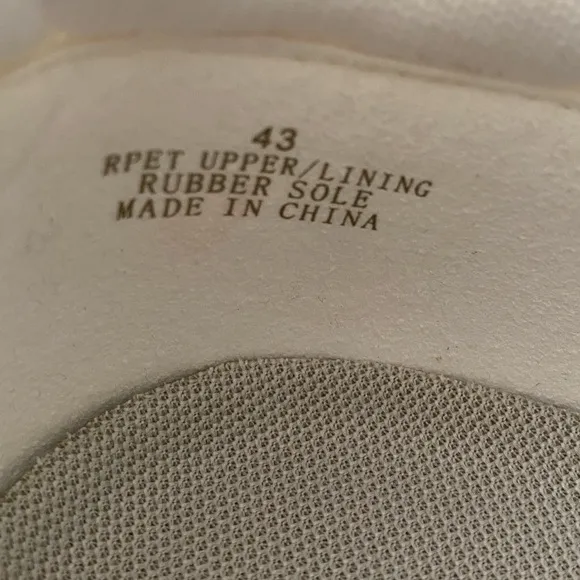 43
RPET UPPER/LINING
RUBBER SOLE
MADE IN CHINA